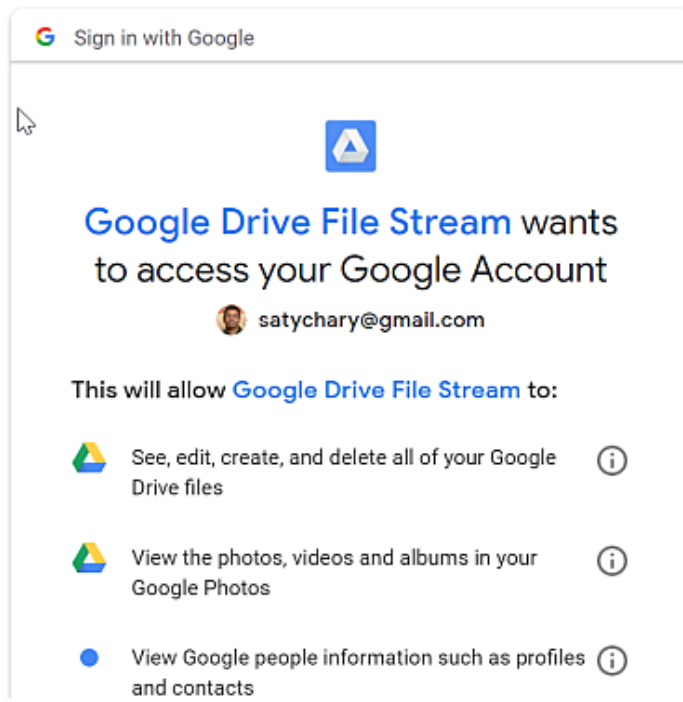 Sign in with Google
Google Drive File Stream wants
to access your Google Account
satychary@gmail.com
This will allow Google Drive File Stream to:
See, edit, create, and delete all of your Google
Drive files
View the photos, videos and albums in your
Google Photos
View Google people information such as profiles
and contacts